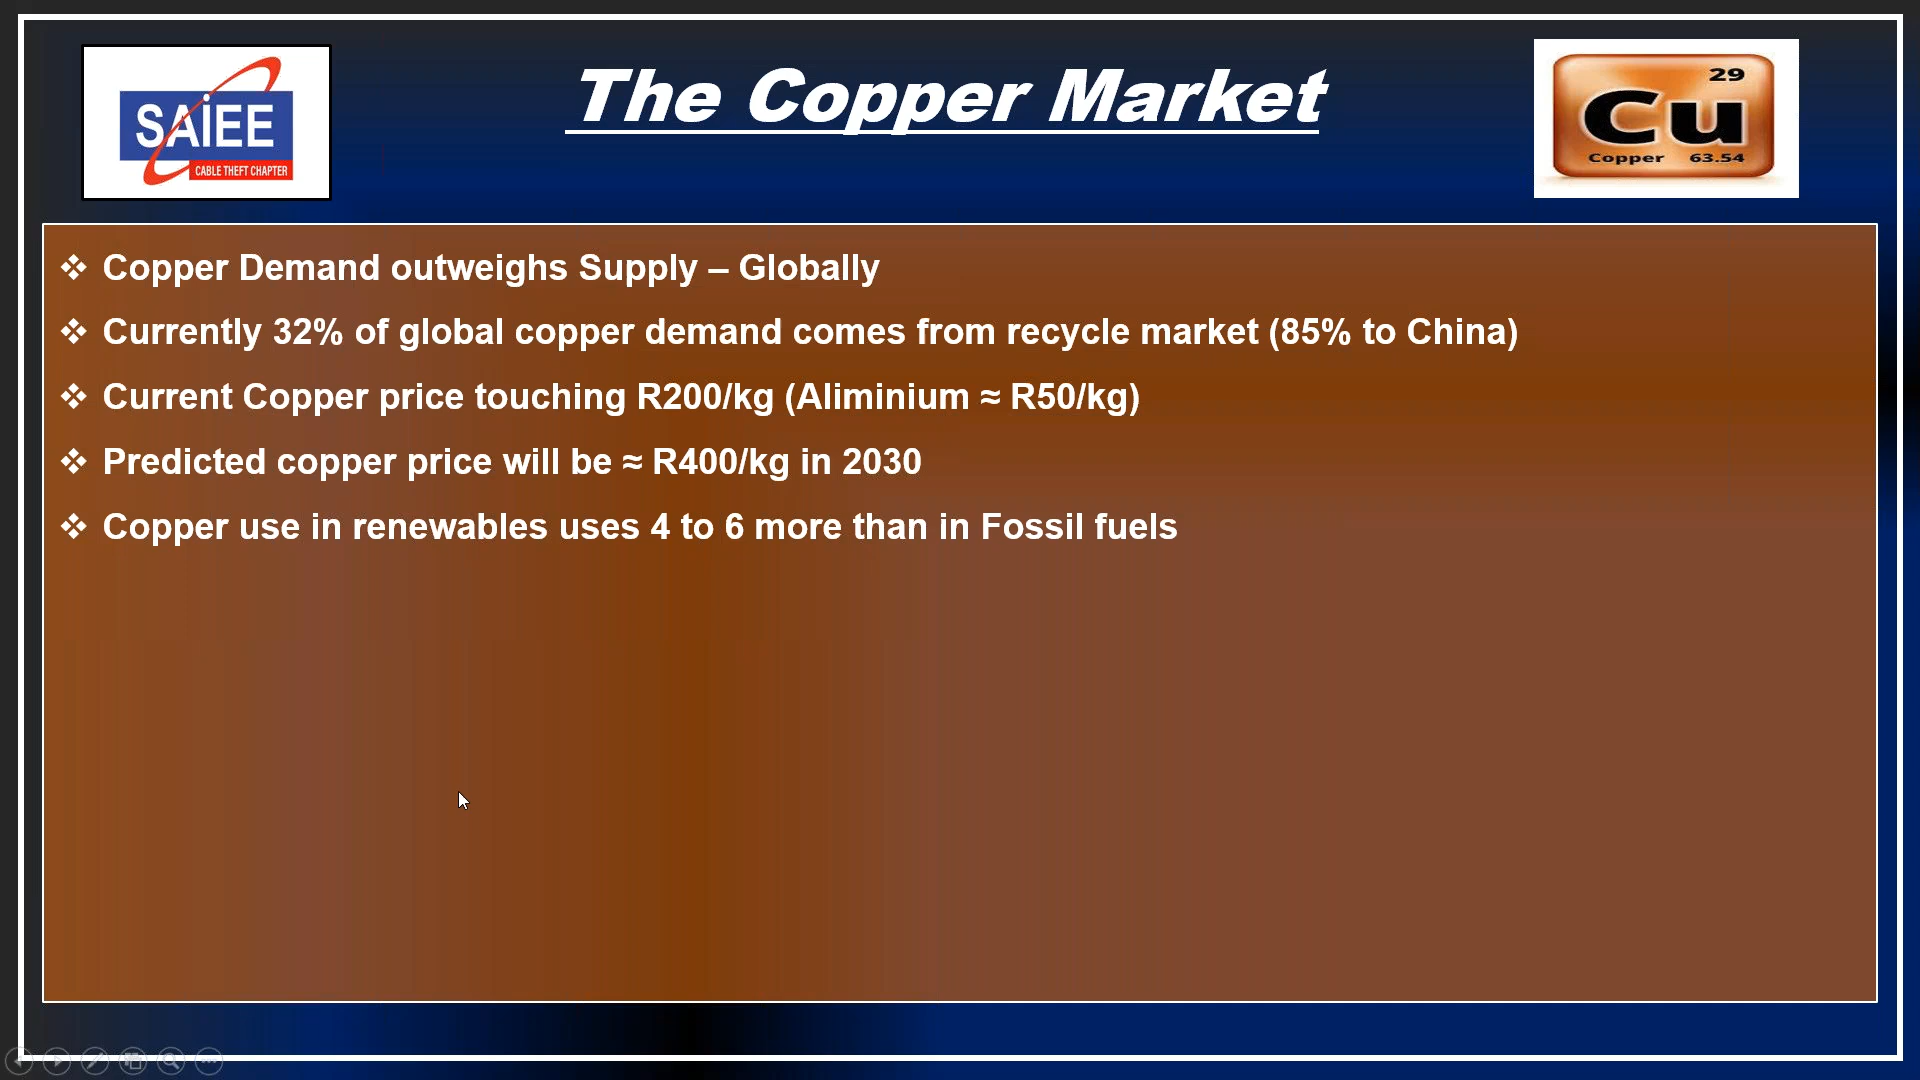 SAIEE
CABLE THEFT CHAPTER
The Copper Market
29
Cu
Copper 63.54
❖ Copper Demand outweighs Supply – Globally
❖ Currently 32% of global copper demand comes from recycle market (85% to China)
❖ Current Copper price touching R200/kg (Aliminium ≈ R50/kg)
❖ Predicted copper price will be ≈ R400/kg in 2030
❖ Copper use in renewables uses 4 to 6 more than in Fossil fuels